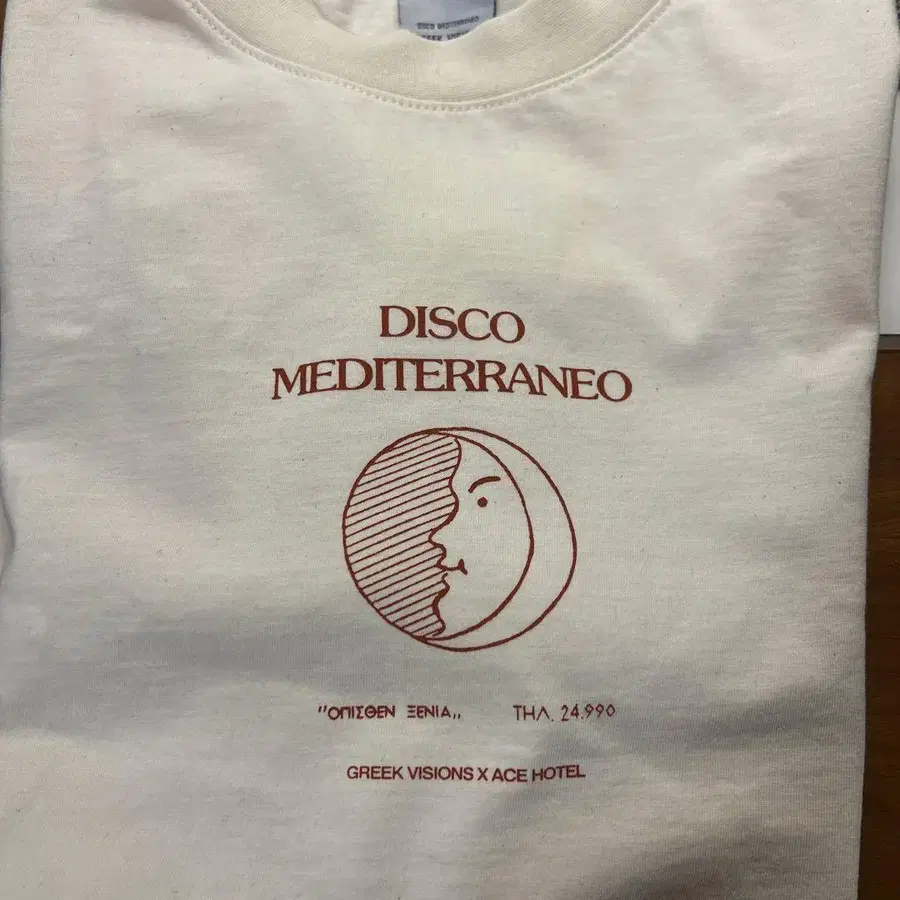 DISCO
MEDITERRANEO
"ΟΠΙΣΘΕΝ ΞΕΝΙΑ„ ΤΗΛ. 24.990
GREEK VISIONS X ACE HOTEL